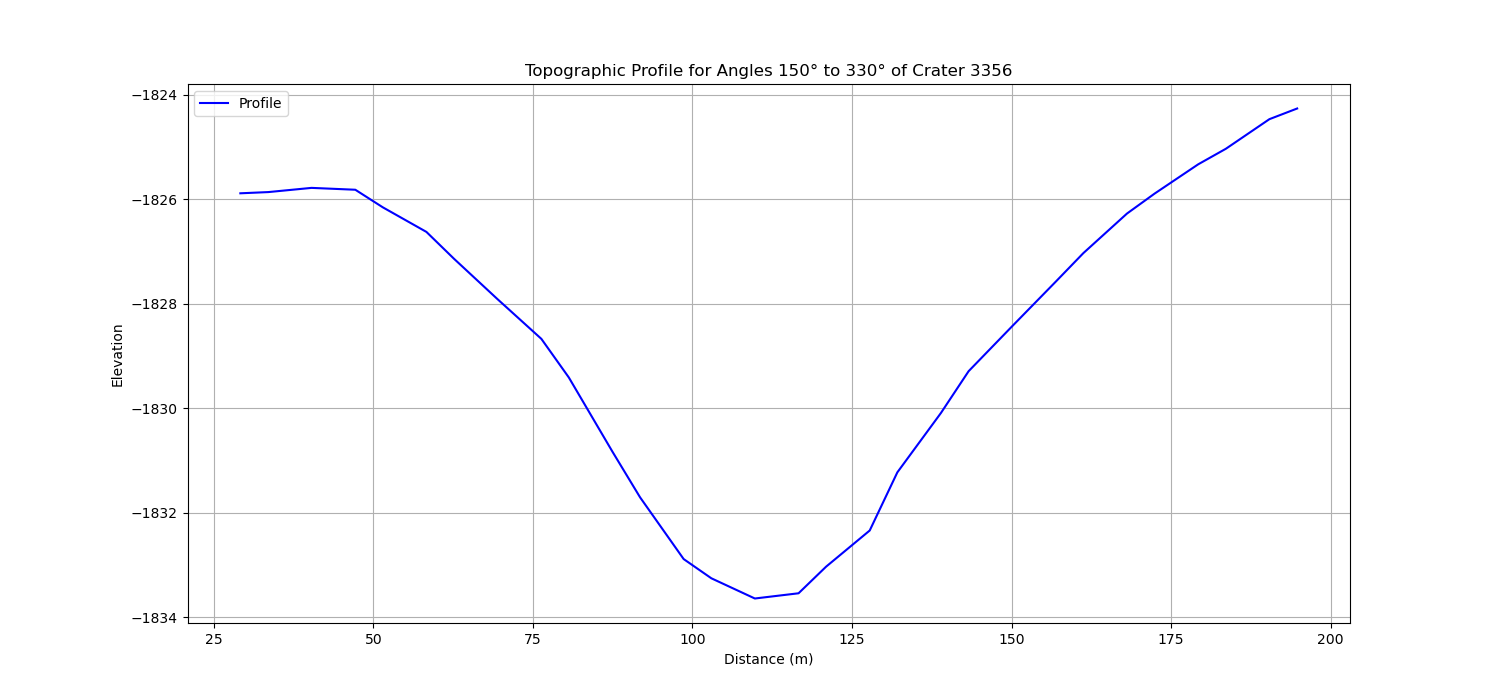 Topographic Profile for Angles 150° to 330° of Crater 3356
Profile
−1824
−1826
−1828
−1830
−1832
−1834
Elevation
25 50 75 100 125 150 175 200
Distance (m)